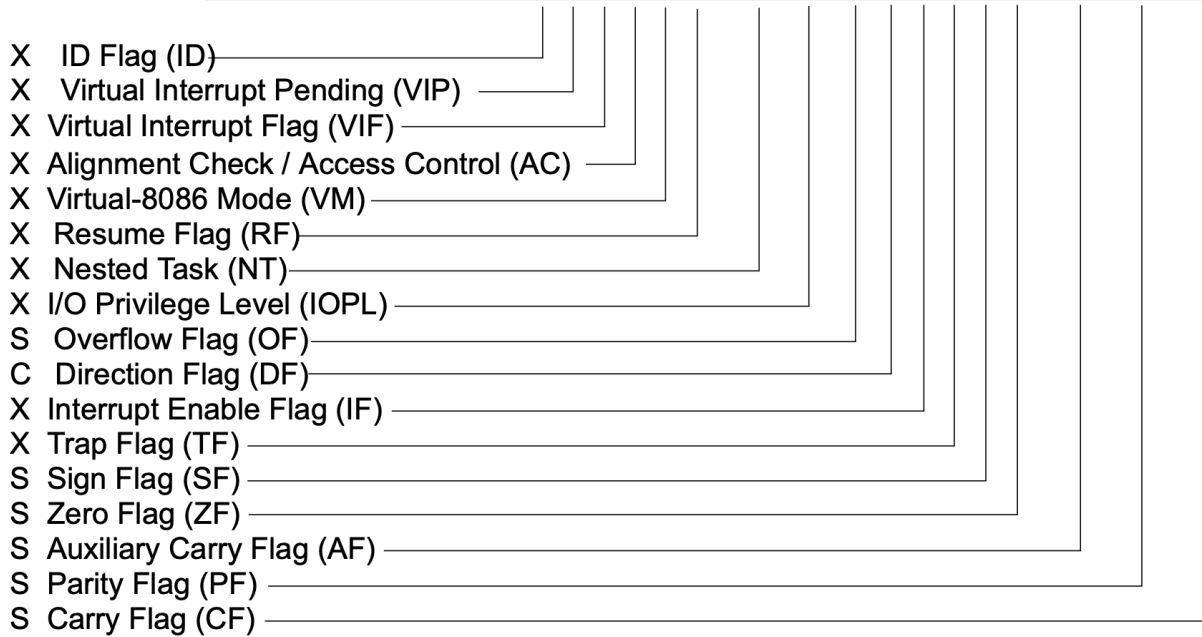 X ID Flag (ID)
X Virtual Interrupt Pending (VIP)
X Virtual Interrupt Flag (VIF)
X Alignment Check / Access Control (AC)
X Virtual-8086 Mode (VM)
X Resume Flag (RF)
X Nested Task (NT)
X I/O Privilege Level (IOPL)
S Overflow Flag (OF)
C Direction Flag (DF)
X Interrupt Enable Flag (IF)
X Trap Flag (TF)
S Sign Flag (SF)
S Zero Flag (ZF)
S Auxiliary Carry Flag (AF)
S Parity Flag (PF)
S Carry Flag (CF)